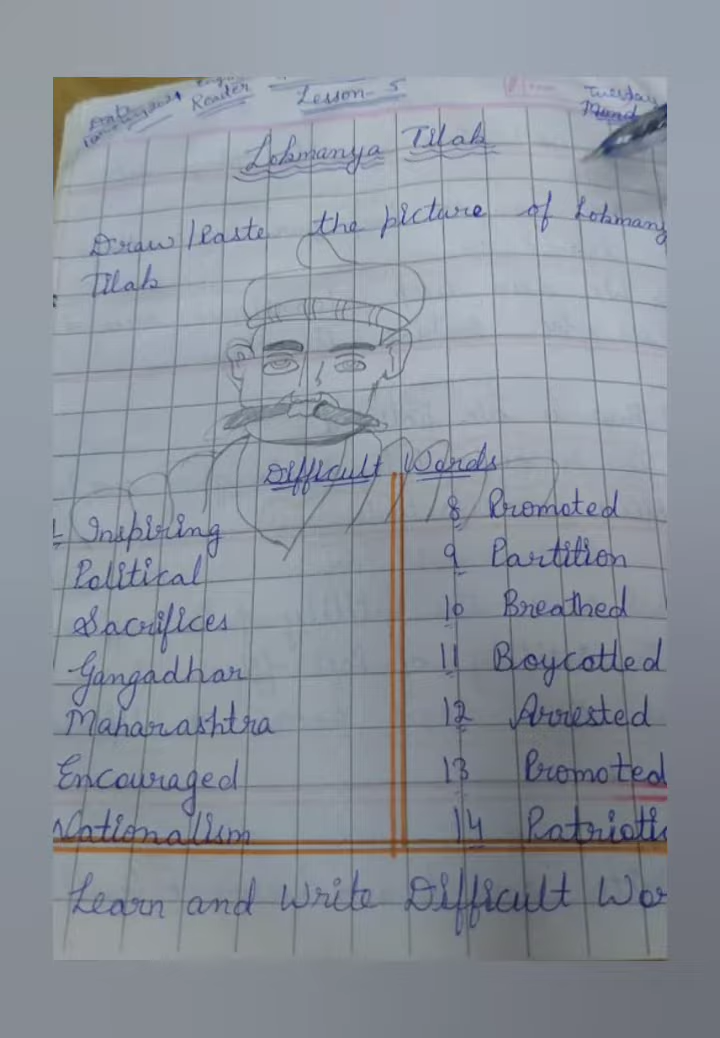 Reader
Lesson-5
Tuesday
Lokmanya Tilak
Draw/Paste the picture of Lokmany
Tilak
Difficult Words
1 Inspiring
Political
Sacrifices
Gangadhar
Maharashtra
Encouraged
Nationalism
8 Promoted
9 Partition
10 Breathed
11 Boycotted
12 Arrested
13 Promoted
14 Patrioti
Learn and Write Difficult Wor